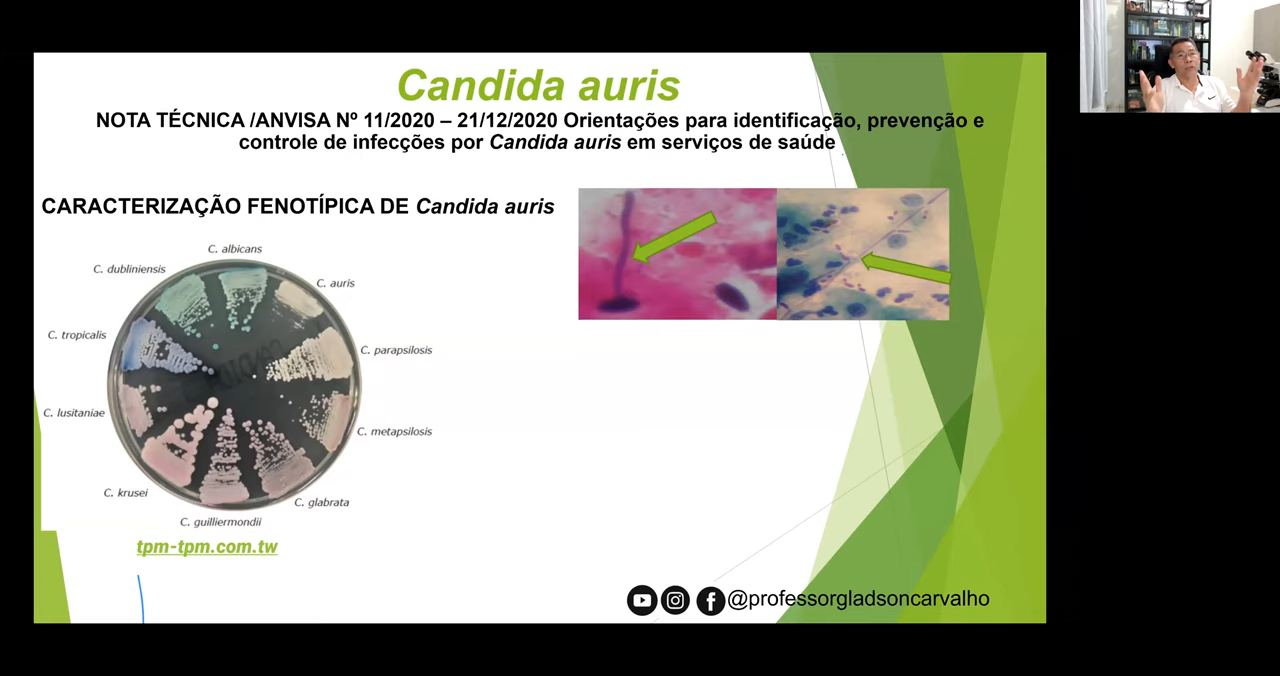 Candida auris
NOTA TÉCNICA /ANVISA Nº 11/2020 – 21/12/2020 Orientações para identificação, prevenção e
controle de infecções por Candida auris em serviços de saúde
CARACTERIZAÇÃO FENOTÍPICA DE Candida auris
C. albicans
C. dubliniensis
C. auris
C. tropicalis
C. parapsilosis
C. lusitaniae
C. metapsilosis
C. krusei
C. glabrata
C. guilliermondii
tpm-tpm.com.tw
@professorgladsoncarvalho